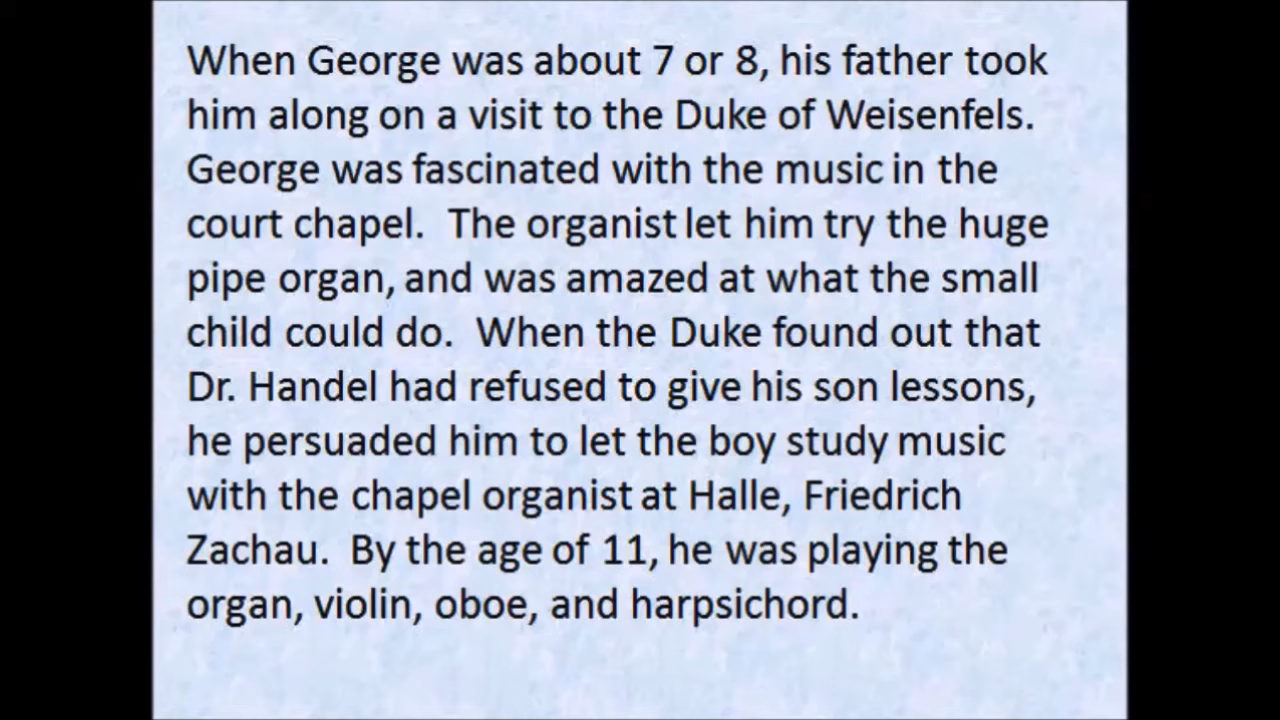 When George was about 7 or 8, his father took
him along on a visit to the Duke of Weisenfels.
George was fascinated with the music in the
court chapel.  The organist let him try the huge
pipe organ, and was amazed at what the small
child could do.  When the Duke found out that
Dr. Handel had refused to give his son lessons,
he persuaded him to let the boy study music
with the chapel organist at Halle, Friedrich
Zachau.  By the age of 11, he was playing the
organ, violin, oboe, and harpsichord.